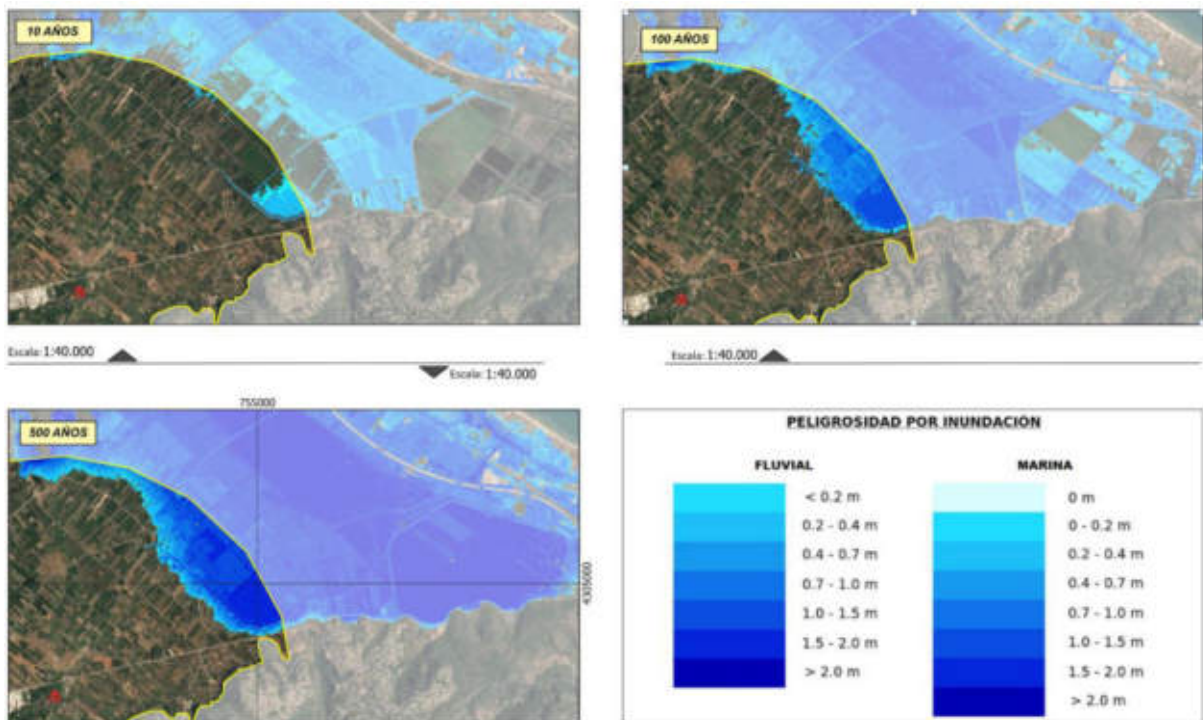 10 AÑOS
100 AÑOS
Escala: 1:40.000
Escala: 1:40.000
Escala: 1:40.000
755000
500 AÑOS
4305000
PELIGROSIDAD POR INUNDACIÓN
FLUVIAL
MARINA
< 0.2 m
0.2 - 0.4 m
0.4 - 0.7 m
0.7 - 1.0 m
1.0 - 1.5 m
1.5 - 2.0 m
> 2.0 m
0 m
0 - 0.2 m
0.2 - 0.4 m
0.4 - 0.7 m
0.7 - 1.0 m
1.0 - 1.5 m
1.5 - 2.0 m
> 2.0 m